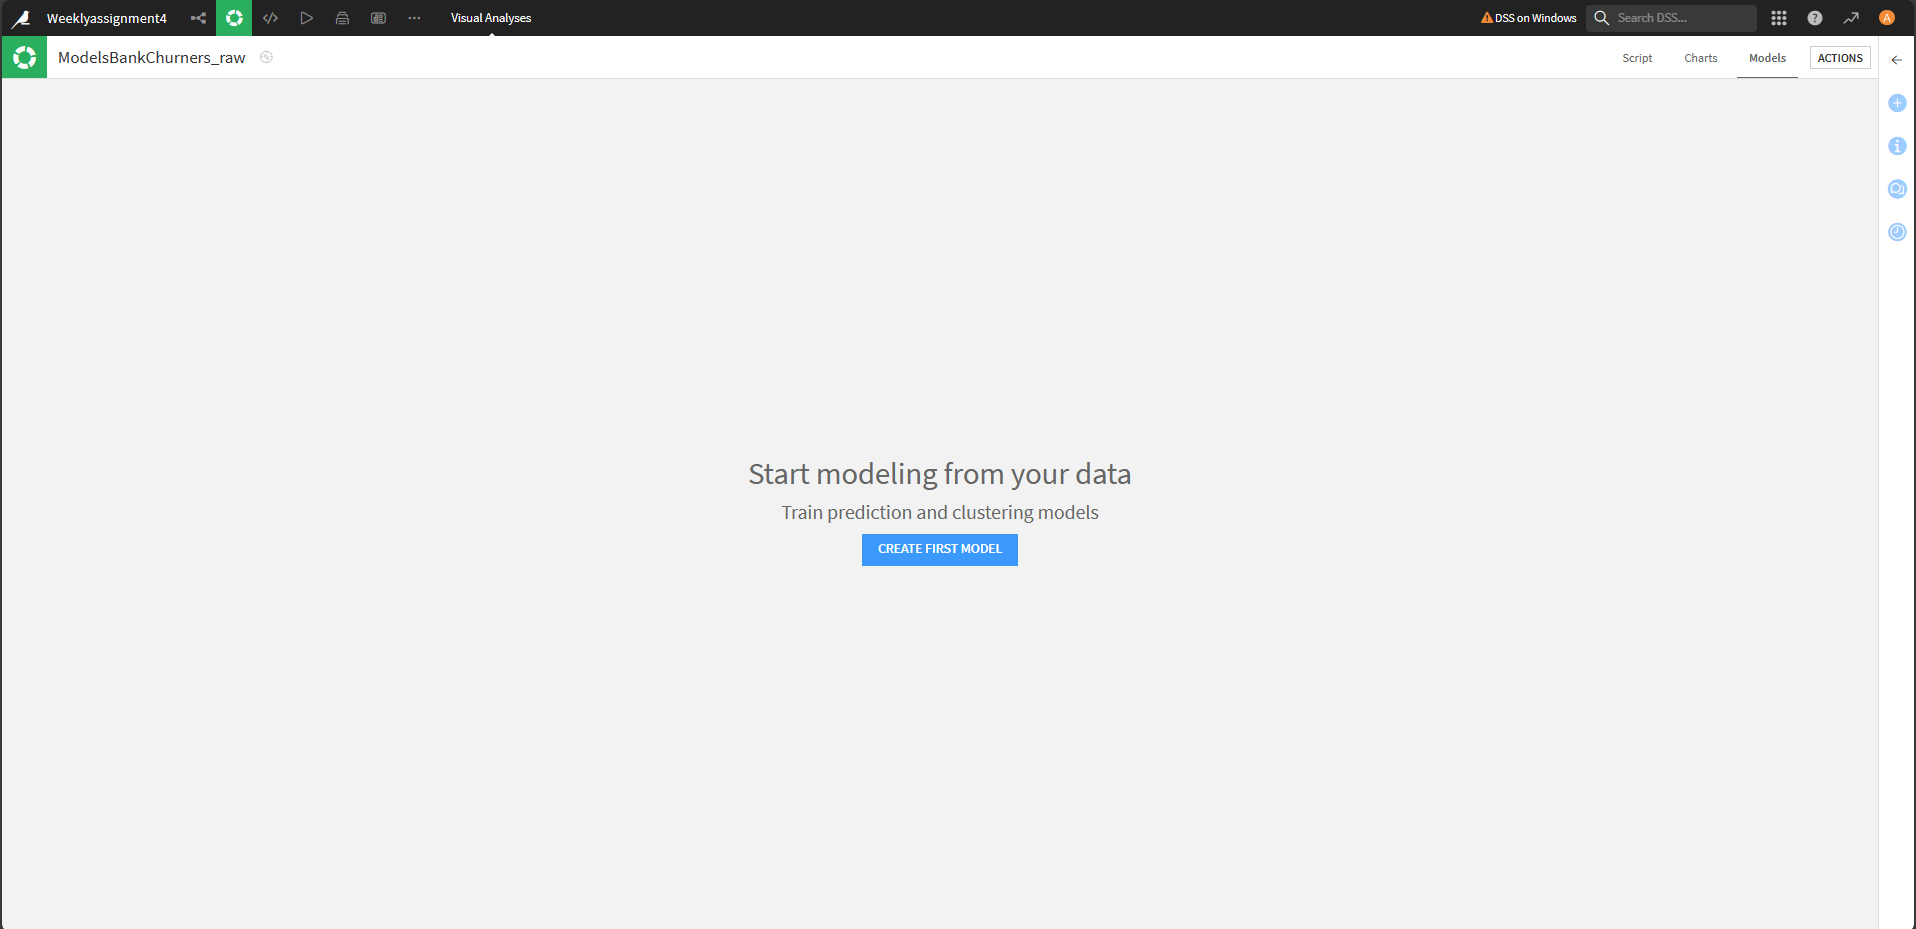 Weeklyassignment4
Visual Analyses
DSS on Windows
Search DSS...
?
A
ModelsBankChurners_raw
Script
Charts
Models
ACTIONS
Start modeling from your data
Train prediction and clustering models
CREATE FIRST MODEL